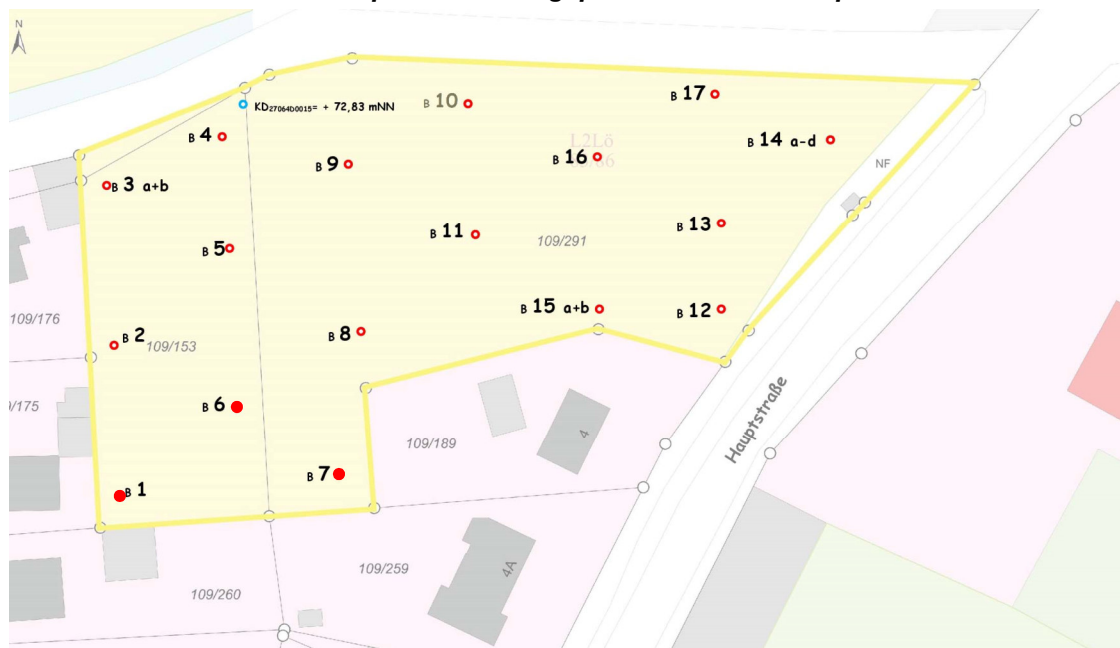 N
KD27064D0015= + 72,83 mNN
B 10
B 17
B 4
B 14 a-d
L2Lö
B 16
B 9
NF
B 3 a+b
B 13
B 11
109/291
B 5
B 15 a+b
B 12
109/176
B 2
109/153
B 8
Hauptstraße
B 6
/175
4
109/189
B 7
B 1
109/259
4A
109/260